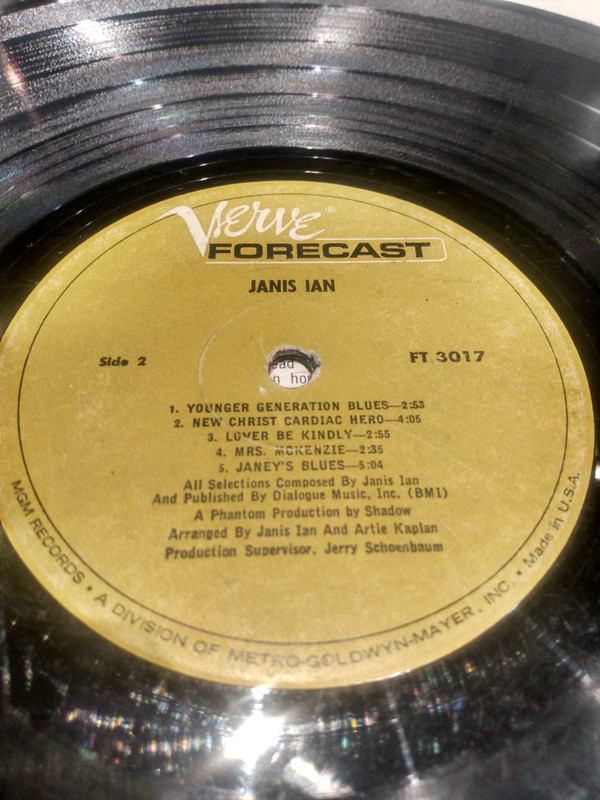 Verve®
FORECAST
JANIS IAN
Side 2
FT 3017
ead
n hor
1. YOUNGER GENERATION BLUES—2:53
2. NEW CHRIST CARDIAC HERO—4:05
3. LOVER BE KINDLY—2:55
4. MRS. MCKENZIE—2:35
5. JANEY'S BLUES—5:04
All Selections Composed By Janis Ian
And Published By Dialogue Music, Inc. (BMI)
A Phantom Production by Shadow
Arranged By Janis Ian And Artie Kaplan
Production Supervisor, Jerry Schoenbaum
MGM RECORDS • A DIVISION OF METRO-GOLDWYN-MAYER, INC. • Made in U.S.A.